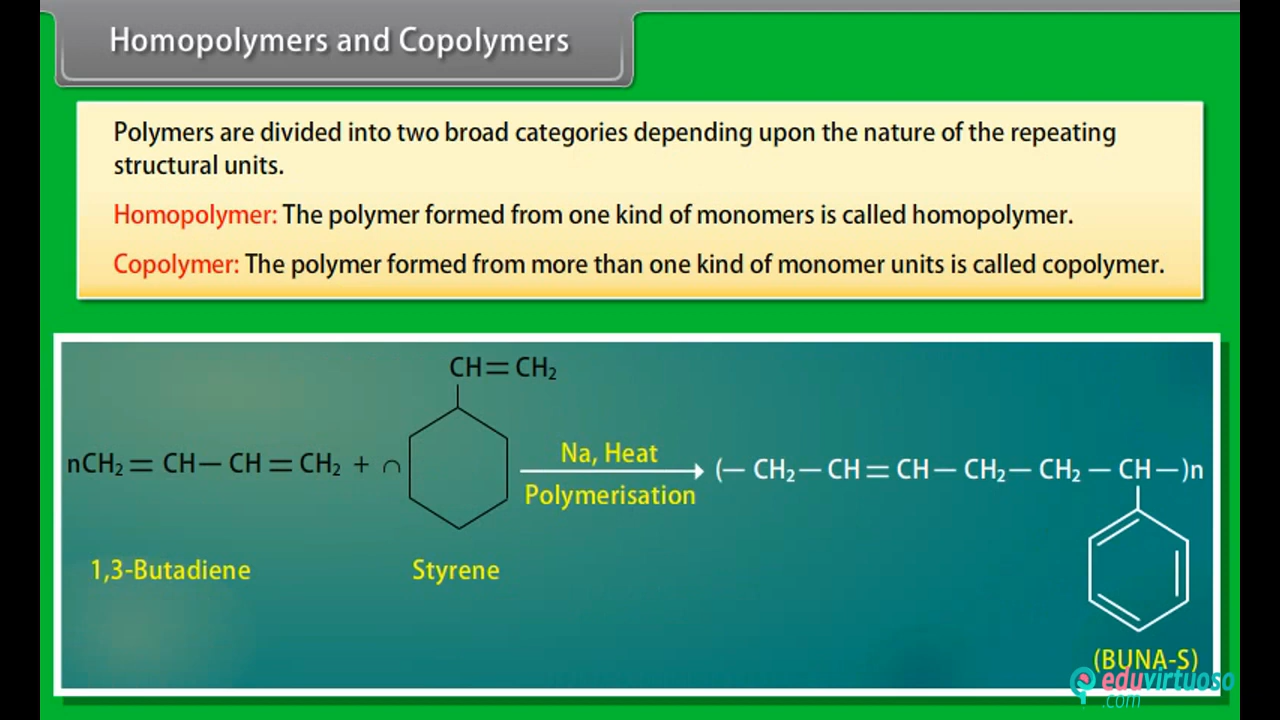 Homopolymers and Copolymers
Polymers are divided into two broad categories depending upon the nature of the repeating
structural units.
Homopolymer: The polymer formed from one kind of monomers is called homopolymer.
Copolymer: The polymer formed from more than one kind of monomer units is called copolymer.
CH=CH₂
nCH₂=CH—CH=CH₂ + ∩
Na, Heat
Polymerisation
(—CH₂—CH=CH—CH₂—CH₂—CH—)n
1,3-Butadiene
Styrene
(BUNA-S)
eduvirtuoso
.com